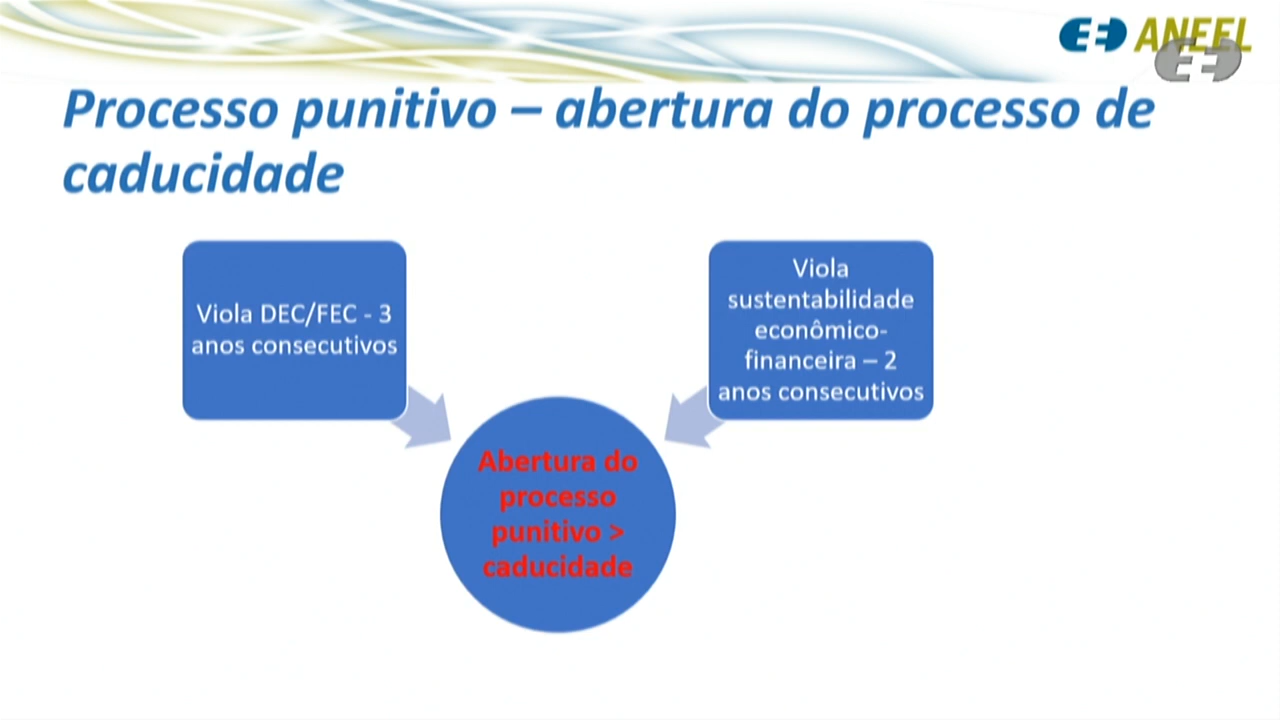 ANEEL
Processo punitivo – abertura do processo de
caducidade
Viola DEC/FEC - 3
anos consecutivos
Viola
sustentabilidade
econômico-
financeira – 2
anos consecutivos
Abertura do
processo
punitivo >
caducidade